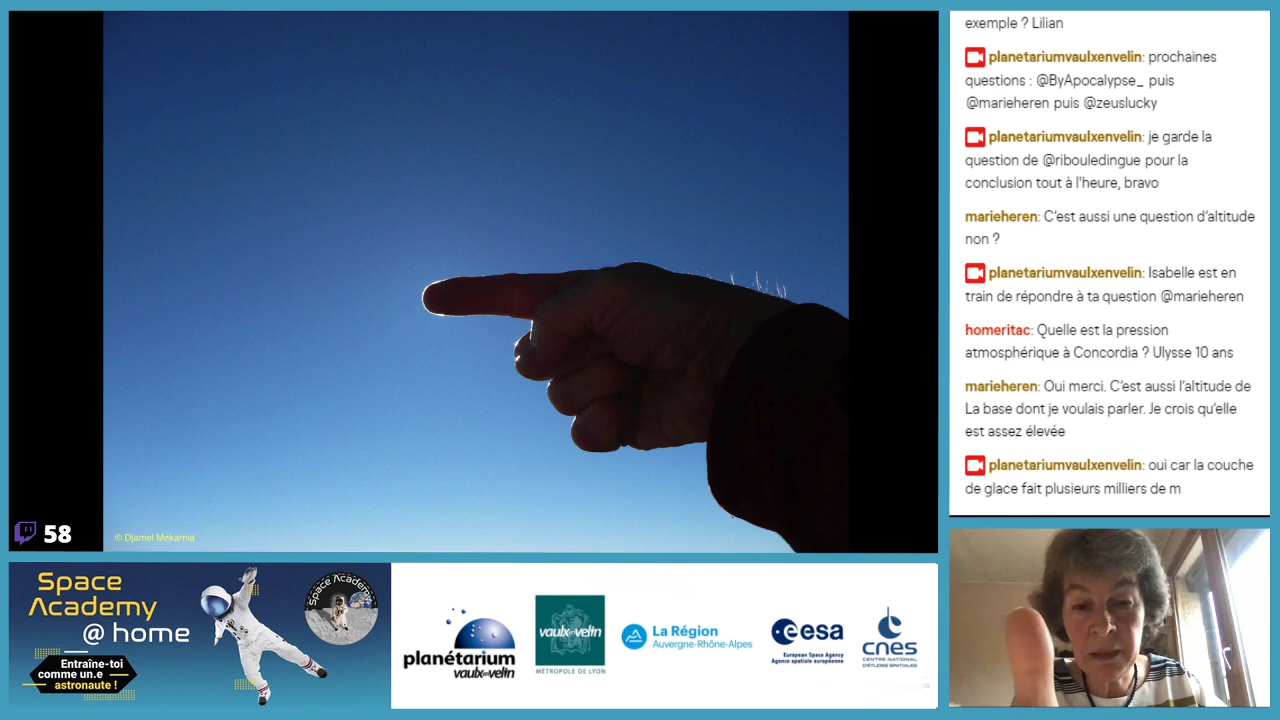 exemple ? Lilian
planetariumvaulxenvelin: prochaines
questions : @ByApocalypse_ puis
@marieheren puis @zeuslucky
planetariumvaulxenvelin: je garde la
question de @ribouledingue pour la
conclusion tout à l'heure, bravo
marieheren: C'est aussi une question d'altitude
non ?
planetariumvaulxenvelin: Isabelle est en
train de répondre à ta question @marieheren
homeritac: Quelle est la pression
atmosphérique à Concordia ? Ulysse 10 ans
marieheren: Oui merci. C'est aussi l'altitude de
La base dont je voulais parler. Je crois qu'elle
est assez élevée
planetariumvaulxenvelin: oui car la couche
de glace fait plusieurs milliers de m
58
© Djamel Mekarnia
Space
Academy
@ home
Entraîne-toi
comme un.e
astronaute !
Space Academy
planétarium
vaulx en velin
vaulx en velin
MÉTROPOLE DE LYON
La Région
Auvergne-Rhône-Alpes
esa
European Space Agency
Agence spatiale européenne
cnes
CENTRE NATIONAL
D'ÉTUDES SPATIALES